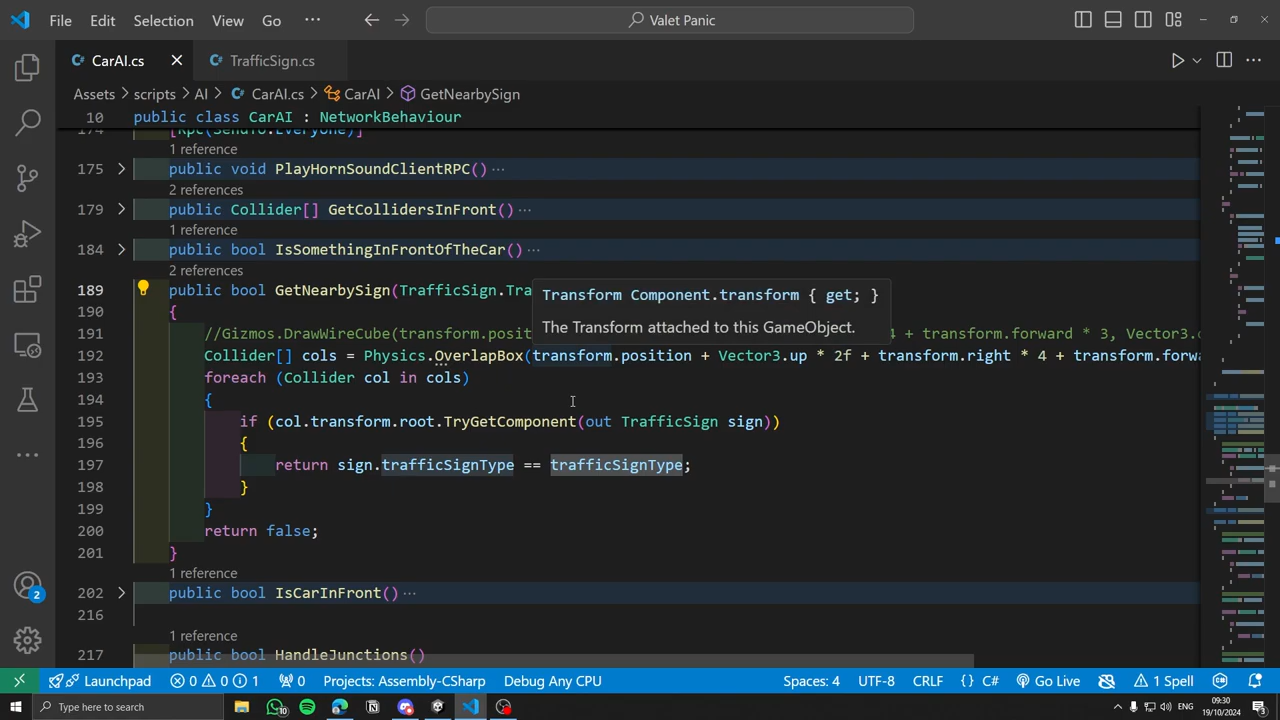 File Edit Selection View Go ··· Valet Panic
CarAI.cs TrafficSign.cs
Assets > scripts > AI > CarAI.cs > CarAI > GetNearbySign
10 public class CarAI : NetworkBehaviour
174 [Rpc(SendTo.Everyone)]
1 reference
175 public void PlayHornSoundClientRPC() ···
2 references
179 public Collider[] GetCollidersInFront() ···
1 reference
184 public bool IsSomethingInFrontOfTheCar() ···
2 references
189 public bool GetNearbySign(TrafficSign.Tra
Transform Component.transform { get; }
The Transform attached to this GameObject.
190 {
191 //Gizmos.DrawWireCube(transform.posit 4 + transform.forward * 3, Vector3.o
192 Collider[] cols = Physics.OverlapBox(transform.position + Vector3.up * 2f + transform.right * 4 + transform.forwa
193 foreach (Collider col in cols)
194 {
195 if (col.transform.root.TryGetComponent(out TrafficSign sign))
196 {
197 return sign.trafficSignType == trafficSignType;
198 }
199 }
200 return false;
201 }
1 reference
202 public bool IsCarInFront() ···
216
1 reference
217 public bool HandleJunctions()
2
Launchpad 0 0 1 0 Projects: Assembly-CSharp Debug Any CPU Spaces: 4 UTF-8 CRLF {} C# Go Live 1 Spell
Type here to search 10 09:30
19/10/2024 3